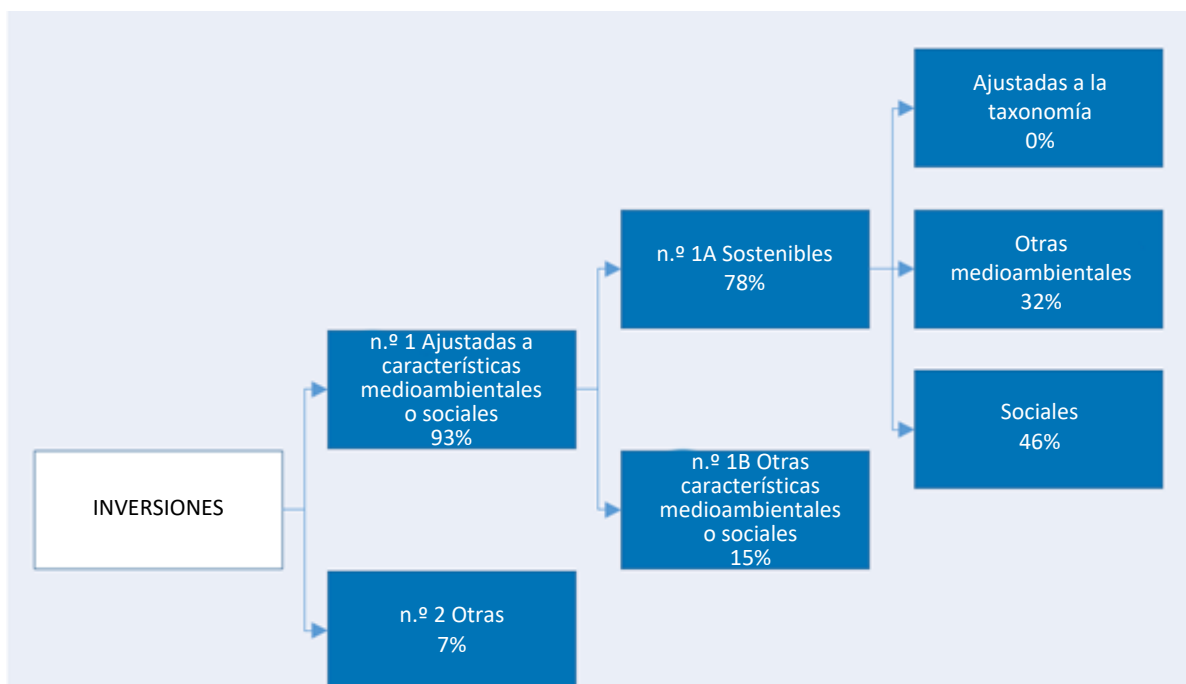 INVERSIONES
n.º 1 Ajustadas a
características
medioambientales
o sociales
93%
n.º 2 Otras
7%
n.º 1A Sostenibles
78%
n.º 1B Otras
características
medioambientales
o sociales
15%
Ajustadas a la
taxonomía
0%
Otras
medioambientales
32%
Sociales
46%